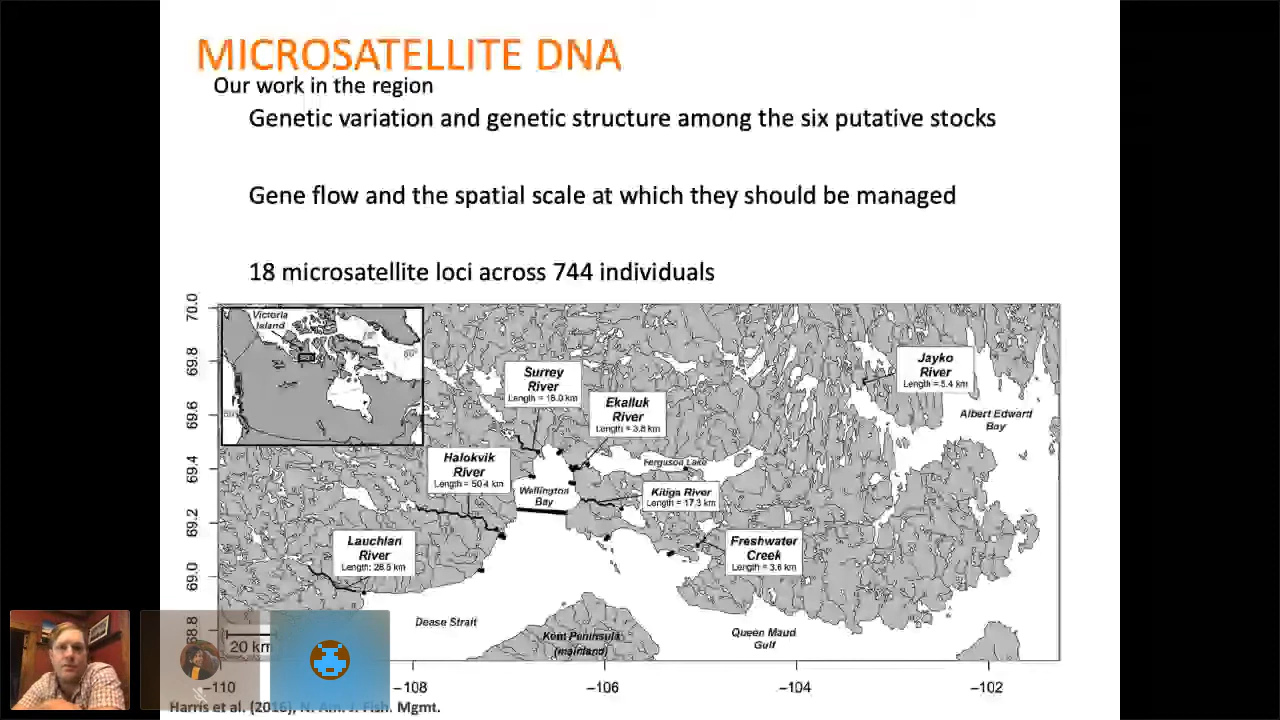 MICROSATELLITE DNA
Our work in the region
Genetic variation and genetic structure among the six putative stocks
Gene flow and the spatial scale at which they should be managed
18 microsatellite loci across 744 individuals
70.0
69.8
69.6
69.4
69.2
69.0
68.8
Victoria
Island
Surrey
River
Length = 16.0 km
Ekalluk
River
Length = 3.8 km
Jayko
River
Length = 5.4 km
Albert Edward
Bay
Halokvik
River
Length = 50.4 km
Wellington
Bay
Ferguson Lake
Kitiga River
Length = 17.3 km
Lauchlan
River
Freshwater
Creek
Length = 3.6 km
Dease Strait
Kent Peninsula
(mainland)
Queen Maud
Gulf
20 km
−110
−108
−106
−104
−102
Harris et al. (2016), N. Am. J. Fish. Mgmt.